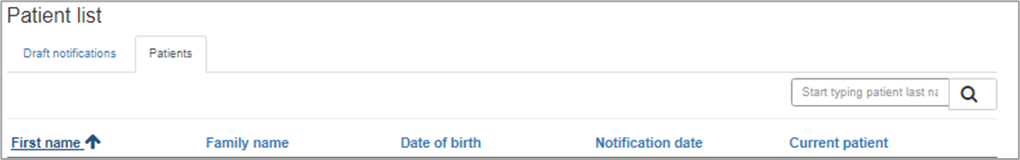 Patient list
Draft notifications Patients
Start typing patient last na
First name Family name Date of birth Notification date Current patient